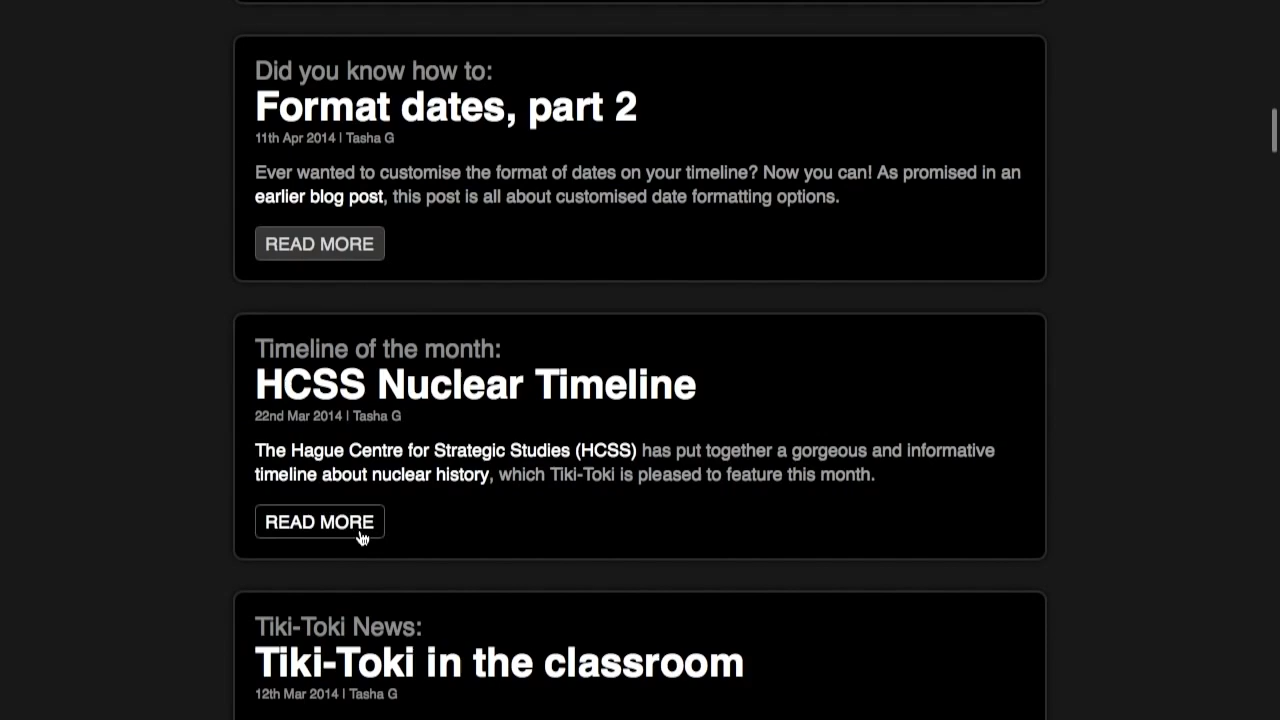 Did you know how to:
Format dates, part 2
11th Apr 2014 | Tasha G
Ever wanted to customise the format of dates on your timeline? Now you can! As promised in an
earlier blog post, this post is all about customised date formatting options.
READ MORE
Timeline of the month:
HCSS Nuclear Timeline
22nd Mar 2014 | Tasha G
The Hague Centre for Strategic Studies (HCSS) has put together a gorgeous and informative
timeline about nuclear history, which Tiki-Toki is pleased to feature this month.
READ MORE
Tiki-Toki News:
Tiki-Toki in the classroom
12th Mar 2014 | Tasha G